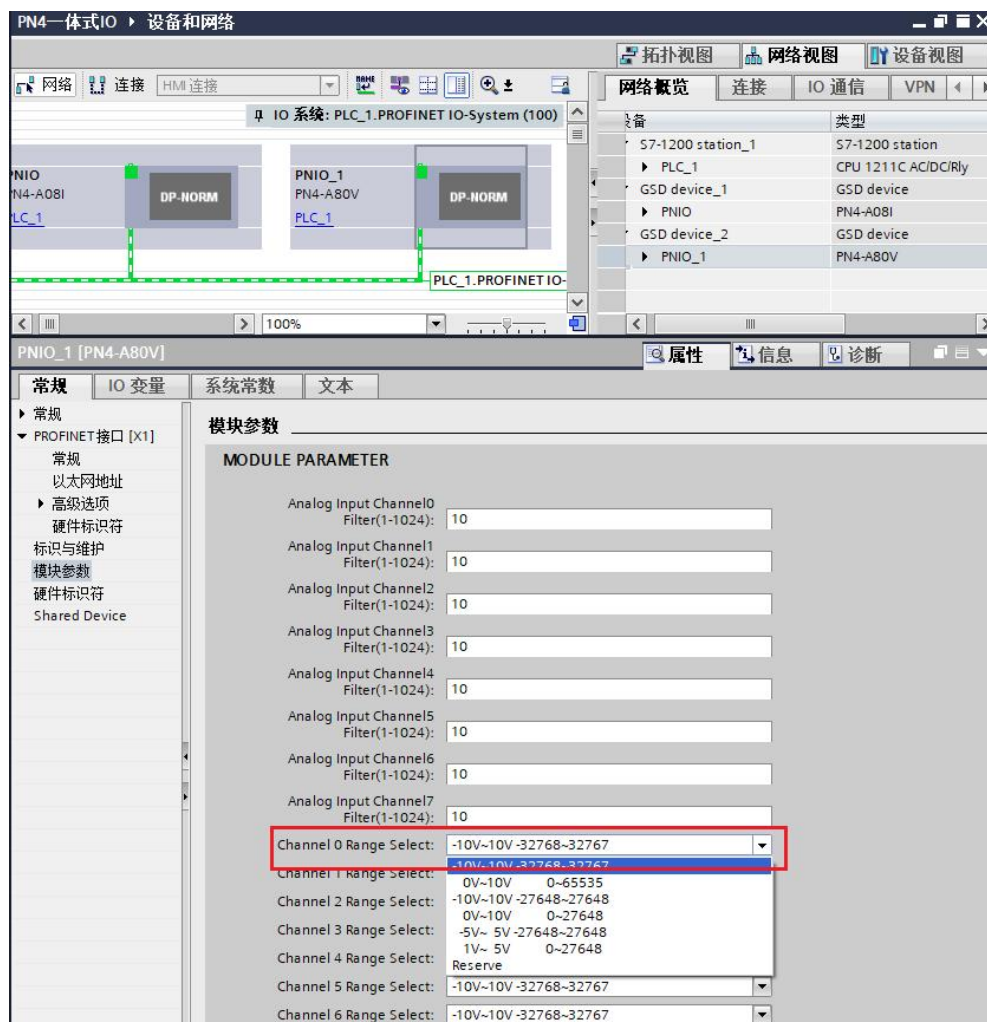 PN4一体式IO ▸ 设备和网络
拓扑视图
网络视图
设备视图
网络
连接
HMI 连接
网络概览
连接
IO 通信
VPN
IO 系统: PLC_1.PROFINET IO-System (100)
类型
S7-1200 station_1
S7-1200 station
PLC_1
CPU 1211C AC/DC/Rly
GSD device_1
GSD device
PNIO
PN4-A08I
GSD device_2
GSD device
PNIO_1
PN4-A80V
DP-NORM
PNIO_1
PN4-A80V
PLC_1
DP-NORM
PLC_1.PROFINET IO-
100%
PNIO_1 [PN4-A80V]
属性
信息
诊断
常规
IO 变量
系统常数
文本
常规
PROFINET接口 [X1]
常规
以太网地址
高级选项
硬件标识符
标识与维护
模块参数
硬件标识符
Shared Device
模块参数
MODULE PARAMETER
Analog Input Channel0
Filter(1-1024): 10
Analog Input Channel1
Filter(1-1024): 10
Analog Input Channel2
Filter(1-1024): 10
Analog Input Channel3
Filter(1-1024): 10
Analog Input Channel4
Filter(1-1024): 10
Analog Input Channel5
Filter(1-1024): 10
Analog Input Channel6
Filter(1-1024): 10
Analog Input Channel7
Filter(1-1024): 10
Channel 0 Range Select: -10V~10V -32768~32767
-10V~10V -32768~32767
Channel 1 Range Select:
0V~10V 0~65535
Channel 2 Range Select:
-10V~10V -27648~27648
0V~10V 0~27648
Channel 3 Range Select:
-5V~ 5V -27648~27648
1V~ 5V 0~27648
Channel 4 Range Select:
Reserve
Channel 5 Range Select: -10V~10V -32768~32767
Channel 6 Range Select: -10V~10V -32768~32767